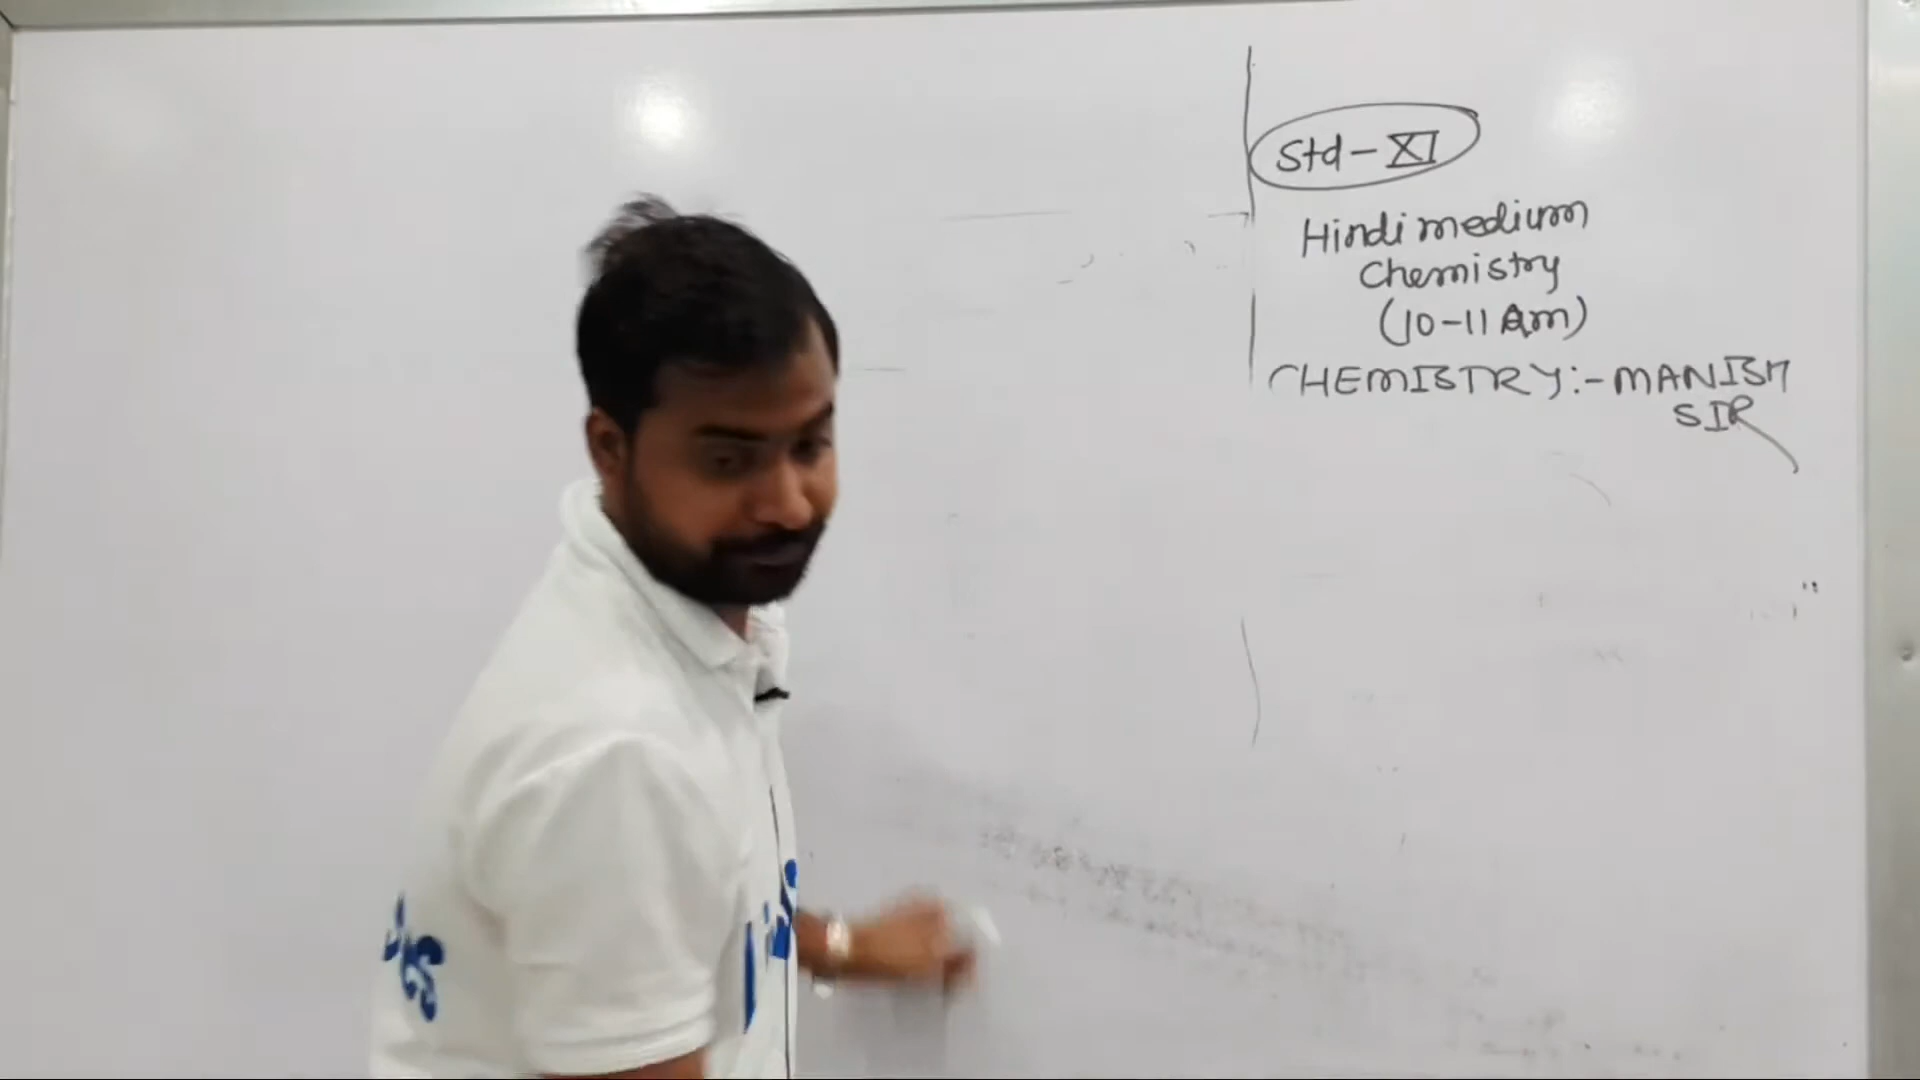 Std-XI
Hindi medium
Chemistry
(10-11 Am)
CHEMISTRY:- MANISH
SIR